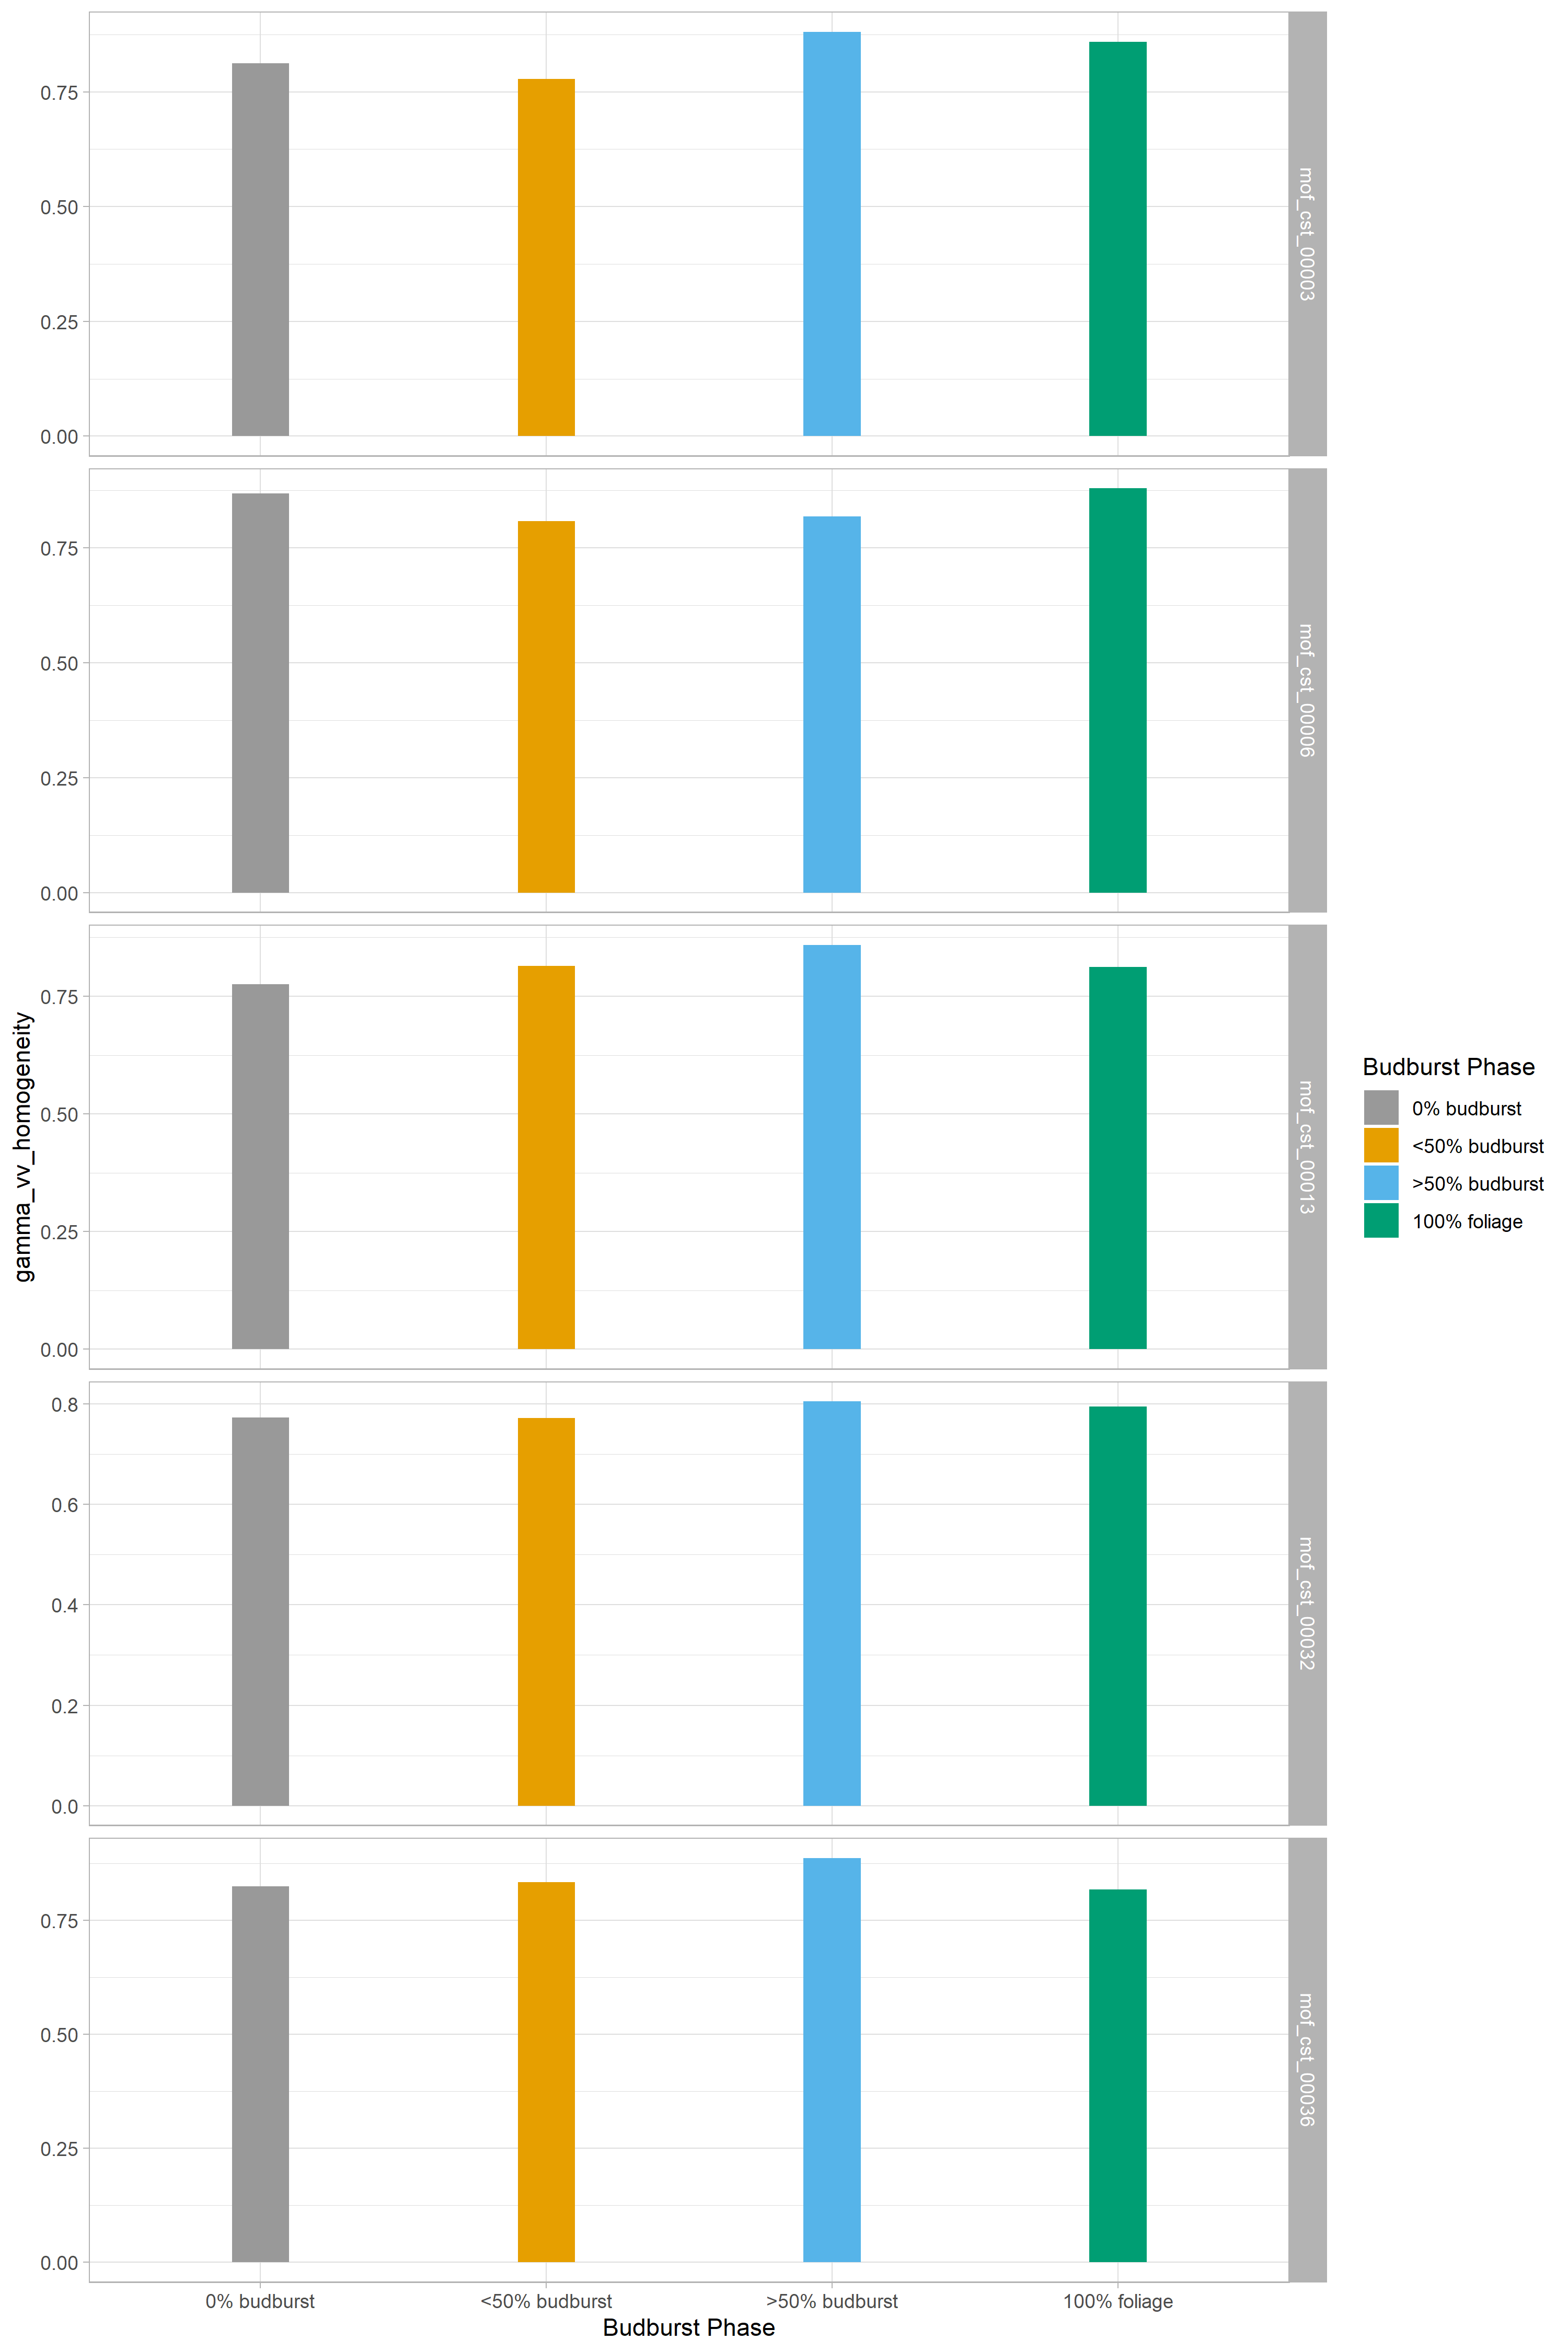 0.75
0.50
0.25
0.00
mof_cst_00003
0.75
0.50
0.25
0.00
mof_cst_00006
0.75
0.50
0.25
0.00
mof_cst_00013
0.8
0.6
0.4
0.2
0.0
mof_cst_00032
0.75
0.50
0.25
0.00
mof_cst_00036
gamma_vv_homogeneity
0% budburst
<50% budburst
>50% budburst
100% foliage
Budburst Phase
Budburst Phase
0% budburst
<50% budburst
>50% budburst
100% foliage